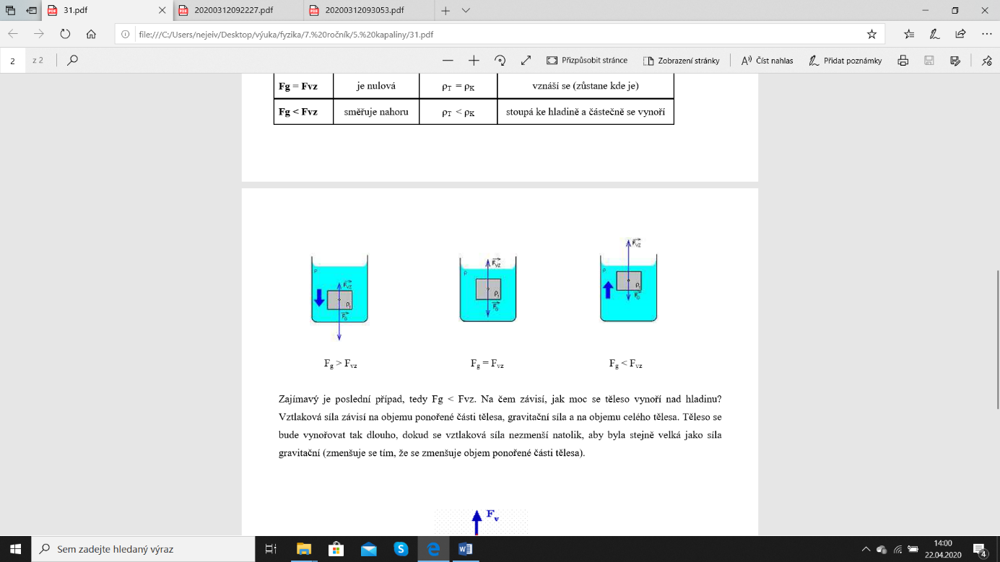 31.pdf
20200312092227.pdf
20200312093053.pdf
file:///C:/Users/nejeiv/Desktop/výuka/fyzika/7.%20ročník/5.%20kapaliny/31.pdf
2 z 2 Přizpůsobit stránce Zobrazení stránky Číst nahlas Přidat poznámky
Fg = Fvz je nulová ρT = ρK vznáší se (zůstane kde je)
Fg < Fvz směřuje nahoru ρT < ρK stoupá ke hladině a částečně se vynoří
Fg > Fvz Fg = Fvz Fg < Fvz
Zajímavý je poslední případ, tedy Fg < Fvz. Na čem závisí, jak moc se těleso vynoří nad hladinu?
Vztlaková síla závisí na objemu ponořené části tělesa, gravitační síla a na objemu celého tělesa. Těleso se
bude vynořovat tak dlouho, dokud se vztlaková síla nezmenší natolik, aby byla stejně velká jako síla
gravitační (zmenšuje se tím, že se zmenšuje objem ponořené části tělesa).
Fv
Sem zadejte hledaný výraz
14:00
22.04.2020
4